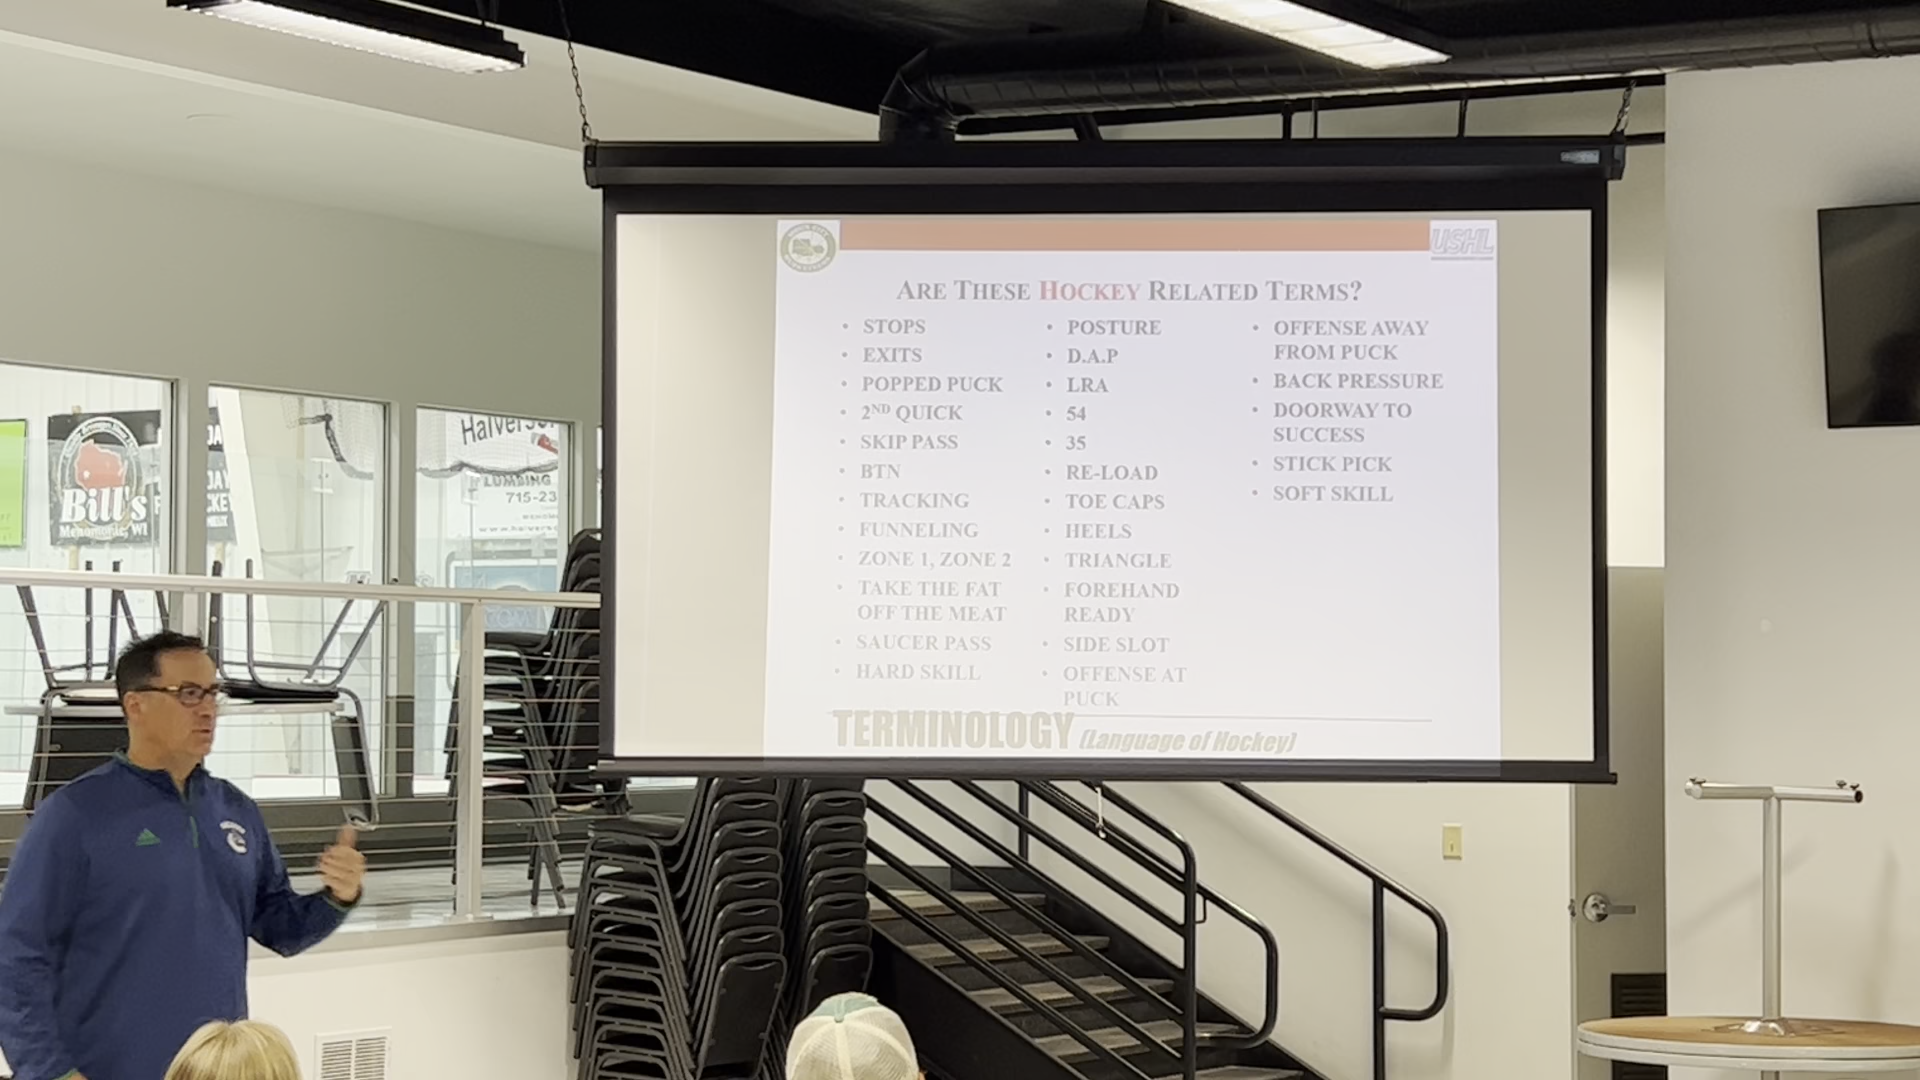 USHL
ARE THESE HOCKEY RELATED TERMS?
• STOPS
• EXITS
• POPPED PUCK
• 2ND QUICK
• SKIP PASS
• BTN
• TRACKING
• FUNNELING
• ZONE 1, ZONE 2
• TAKE THE FAT
OFF THE MEAT
• SAUCER PASS
• HARD SKILL
• POSTURE
• D.A.P
• LRA
• 54
• 35
• RE-LOAD
• TOE CAPS
• HEELS
• TRIANGLE
• FOREHAND
READY
• SIDE SLOT
• OFFENSE AT
PUCK
• OFFENSE AWAY
FROM PUCK
• BACK PRESSURE
• DOORWAY TO
SUCCESS
• STICK PICK
• SOFT SKILL
TERMINOLOGY (Language of Hockey)
Bill's
Menomonie, WI
PLUMBING
715-23